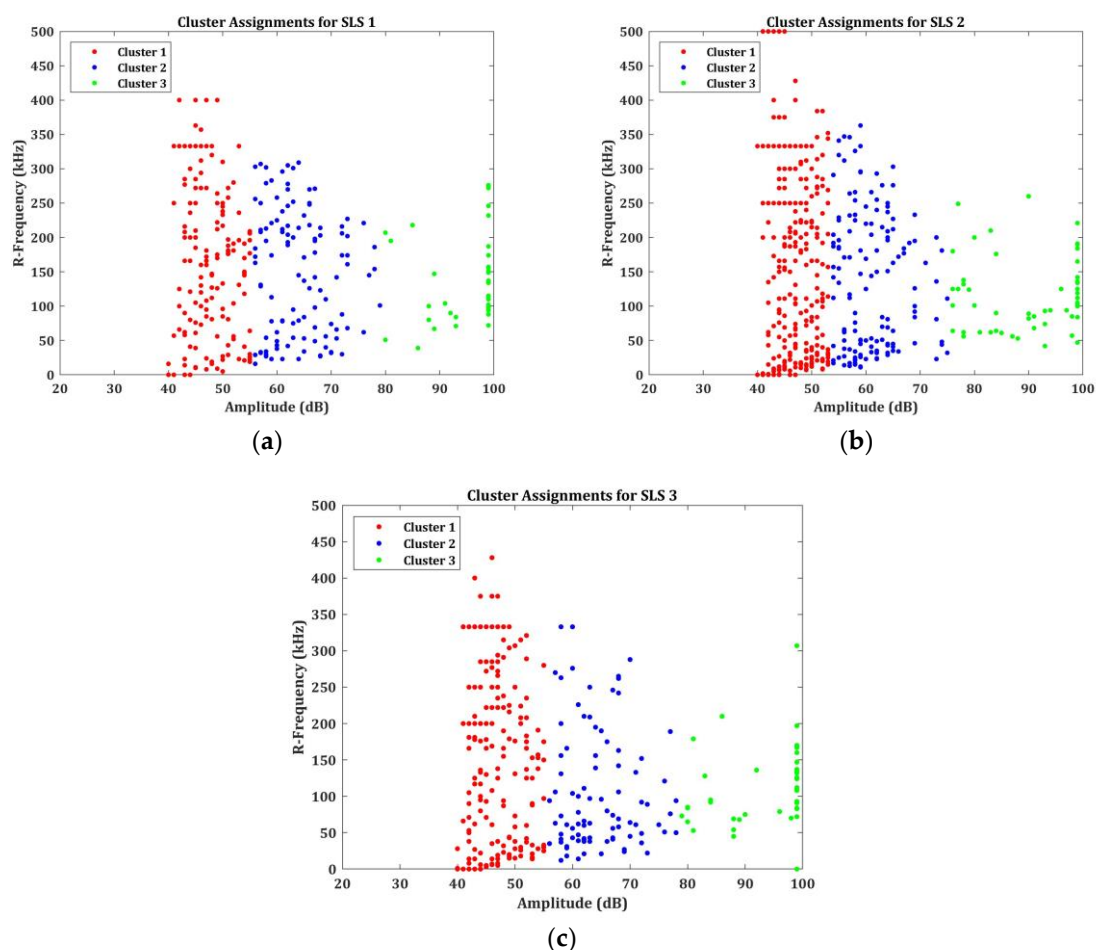 Cluster Assignments for SLS 1
500
450
400
350
300
250
200
150
100
50
0
R-Frequency (kHz)
Cluster 1
Cluster 2
Cluster 3
20 30 40 50 60 70 80 90 100
Amplitude (dB)
(a)
Cluster Assignments for SLS 2
500
450
400
350
300
250
200
150
100
50
0
R-Frequency (kHz)
Cluster 1
Cluster 2
Cluster 3
20 30 40 50 60 70 80 90 100
Amplitude (dB)
(b)
Cluster Assignments for SLS 3
500
450
400
350
300
250
200
150
100
50
0
R-Frequency (kHz)
Cluster 1
Cluster 2
Cluster 3
20 30 40 50 60 70 80 90 100
Amplitude (dB)
(c)